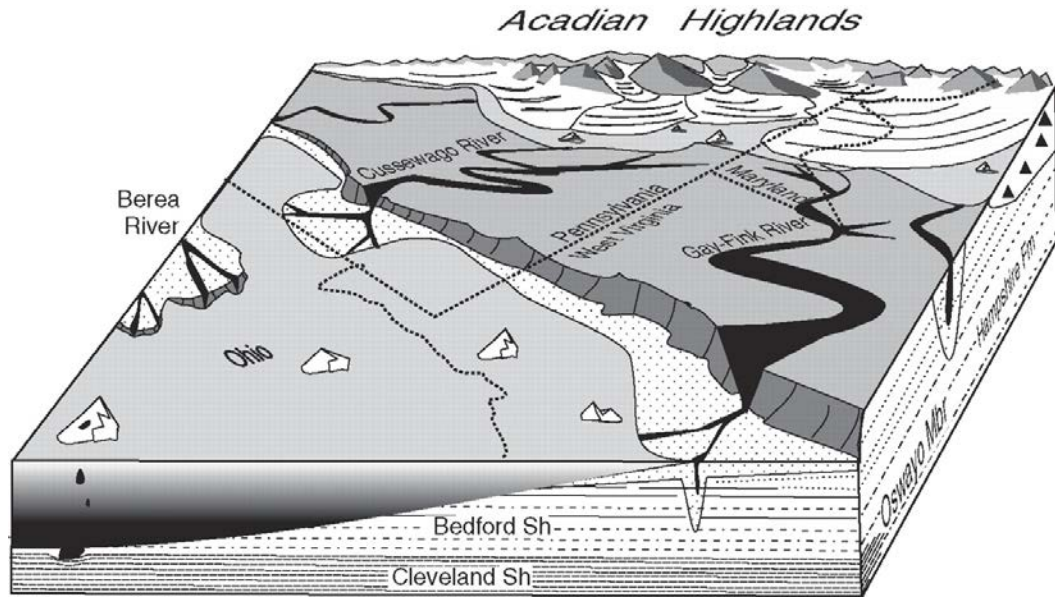 Acadian Highlands
Cussewago River
Berea
River
Maryland
Pennsylvania
West Virginia
Gay-Fink River
Hampshire Fm
Ohio
Oswayo Mbr
Bedford Sh
Cleveland Sh